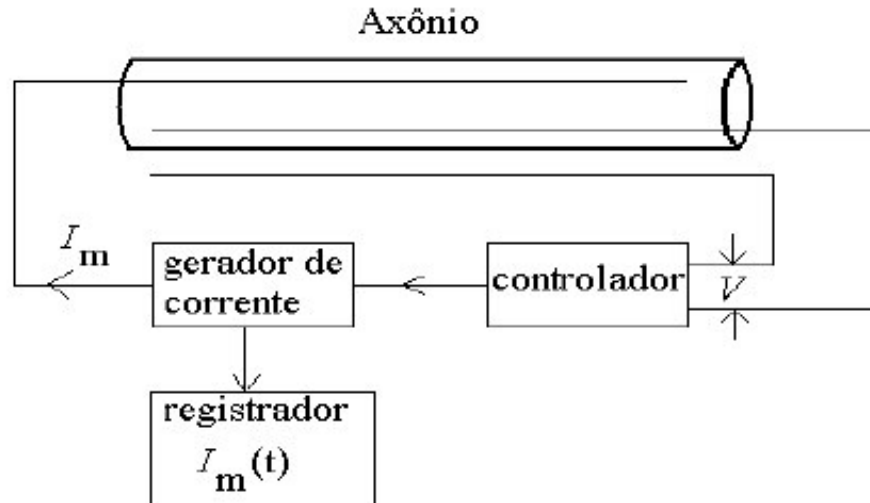 Axônio
I m
gerador de
corrente
controlador
V
registrador
I m (t)